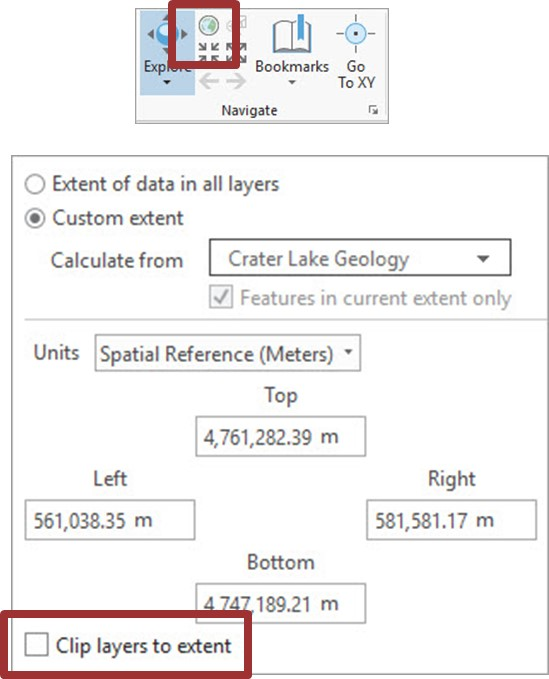 Explore
Bookmarks
Go
To XY
Navigate
Extent of data in all layers
Custom extent
Calculate from Crater Lake Geology
Features in current extent only
Units Spatial Reference (Meters)
Top
4,761,282.39 m
Left Right
561,038.35 m 581,581.17 m
Bottom
4,747,189.21 m
Clip layers to extent